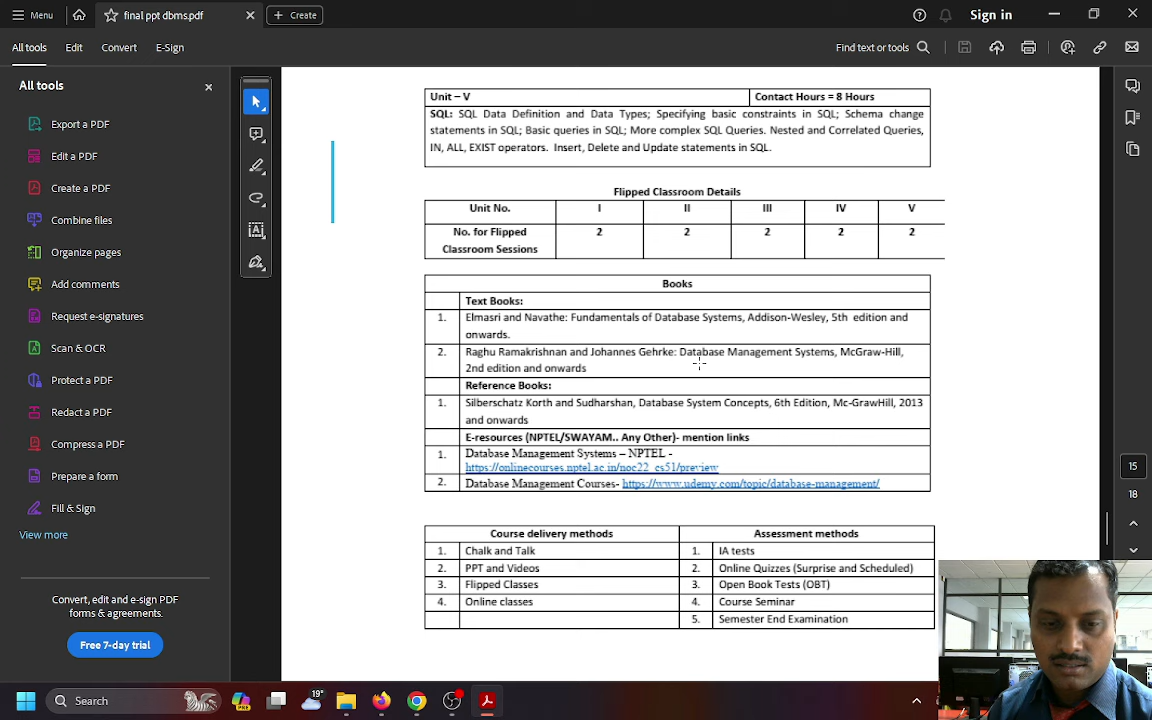 Menu
final ppt dbms.pdf
Create
Sign in
All tools
Edit
Convert
E-Sign
Find text or tools
All tools
Export a PDF
Edit a PDF
Create a PDF
Combine files
Organize pages
Add comments
Request e-signatures
Scan & OCR
Protect a PDF
Redact a PDF
Compress a PDF
Prepare a form
Fill & Sign
View more
Convert, edit and e-sign PDF
forms & agreements.
Free 7-day trial
Unit – V Contact Hours = 8 Hours
SQL: SQL Data Definition and Data Types; Specifying basic constraints in SQL; Schema change
statements in SQL; Basic queries in SQL; More complex SQL Queries. Nested and Correlated Queries,
IN, ALL, EXIST operators. Insert, Delete and Update statements in SQL.
Flipped Classroom Details
Unit No. I II III IV V
No. for Flipped 2 2 2 2 2
Classroom Sessions
Books
Text Books:
1. Elmasri and Navathe: Fundamentals of Database Systems, Addison-Wesley, 5th edition and
onwards.
2. Raghu Ramakrishnan and Johannes Gehrke: Database Management Systems, McGraw-Hill,
2nd edition and onwards
Reference Books:
1. Silberschatz Korth and Sudharshan, Database System Concepts, 6th Edition, Mc-GrawHill, 2013
and onwards
E-resources (NPTEL/SWAYAM.. Any Other)- mention links
1. Database Management Systems – NPTEL -
https://onlinecourses.nptel.ac.in/noc22_cs51/preview
2. Database Management Courses- https://www.udemy.com/topic/database-management/
Course delivery methods Assessment methods
1. Chalk and Talk 1. IA tests
2. PPT and Videos 2. Online Quizzes (Surprise and Scheduled)
3. Flipped Classes 3. Open Book Tests (OBT)
4. Online classes 4. Course Seminar
5. Semester End Examination
15
18
Search
19°